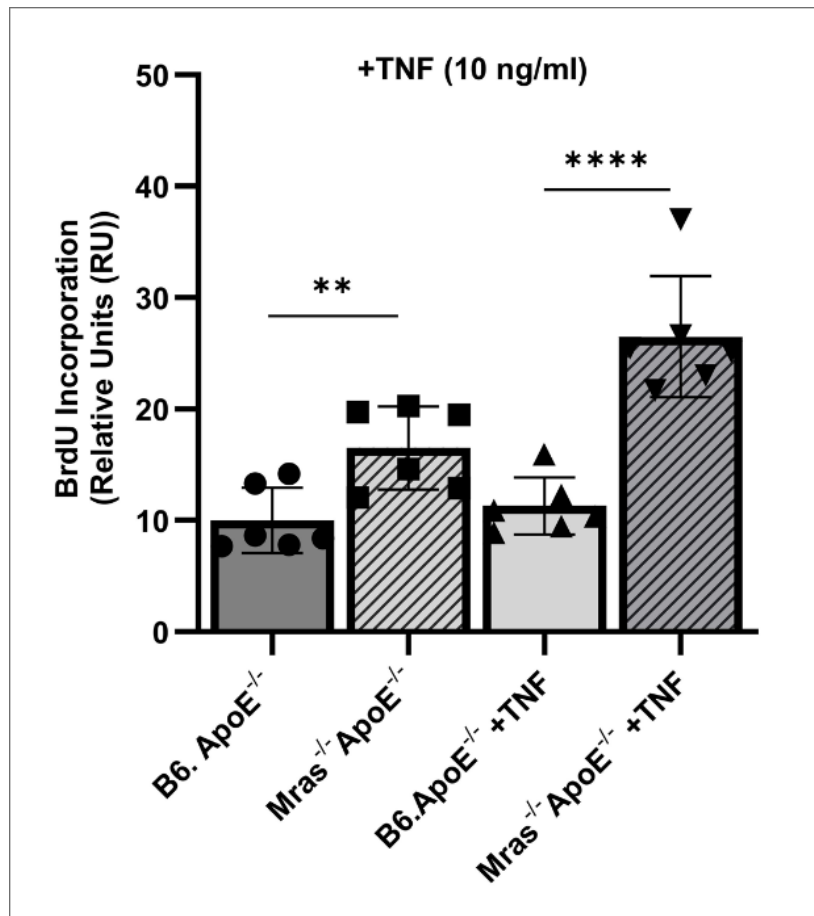 +TNF (10 ng/ml)
50
40
30
20
10
0
BrdU Incorporation
(Relative Units (RU))
**
****
B6. ApoE-/-
Mras-/-ApoE-/-
B6.ApoE-/- +TNF
Mras-/-ApoE-/- +TNF